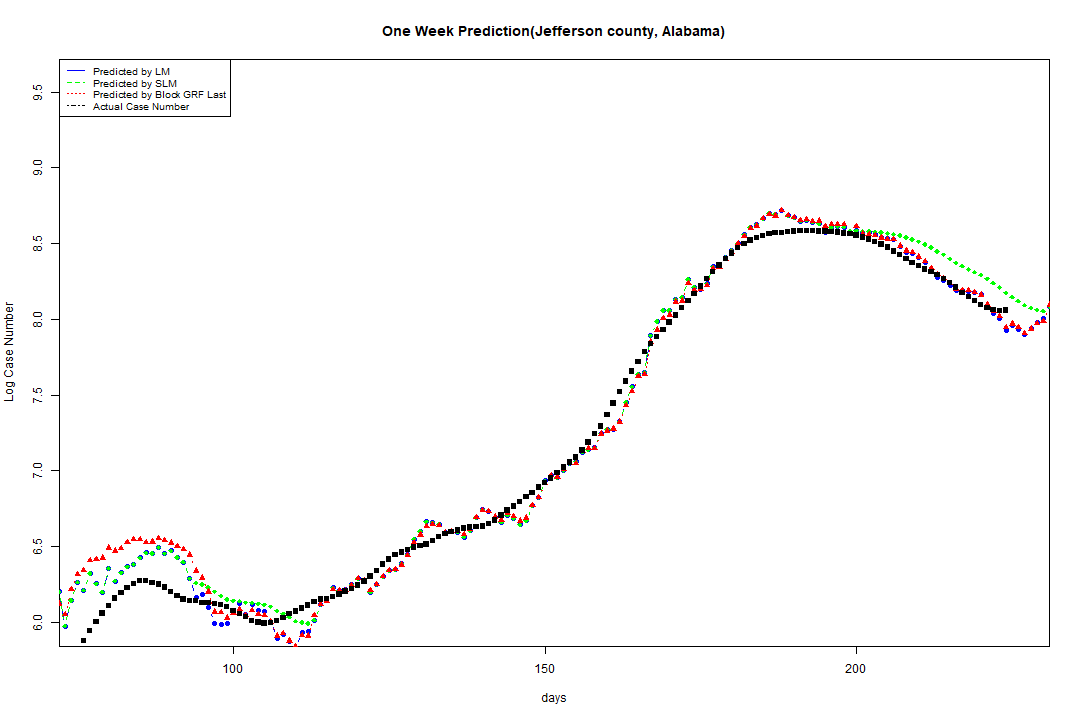 One Week Prediction(Jefferson county, Alabama)
Predicted by LM
Predicted by SLM
Predicted by Block GRF Last
Actual Case Number
9.5
9.0
8.5
8.0
7.5
7.0
6.5
6.0
Log Case Number
100 150 200
days